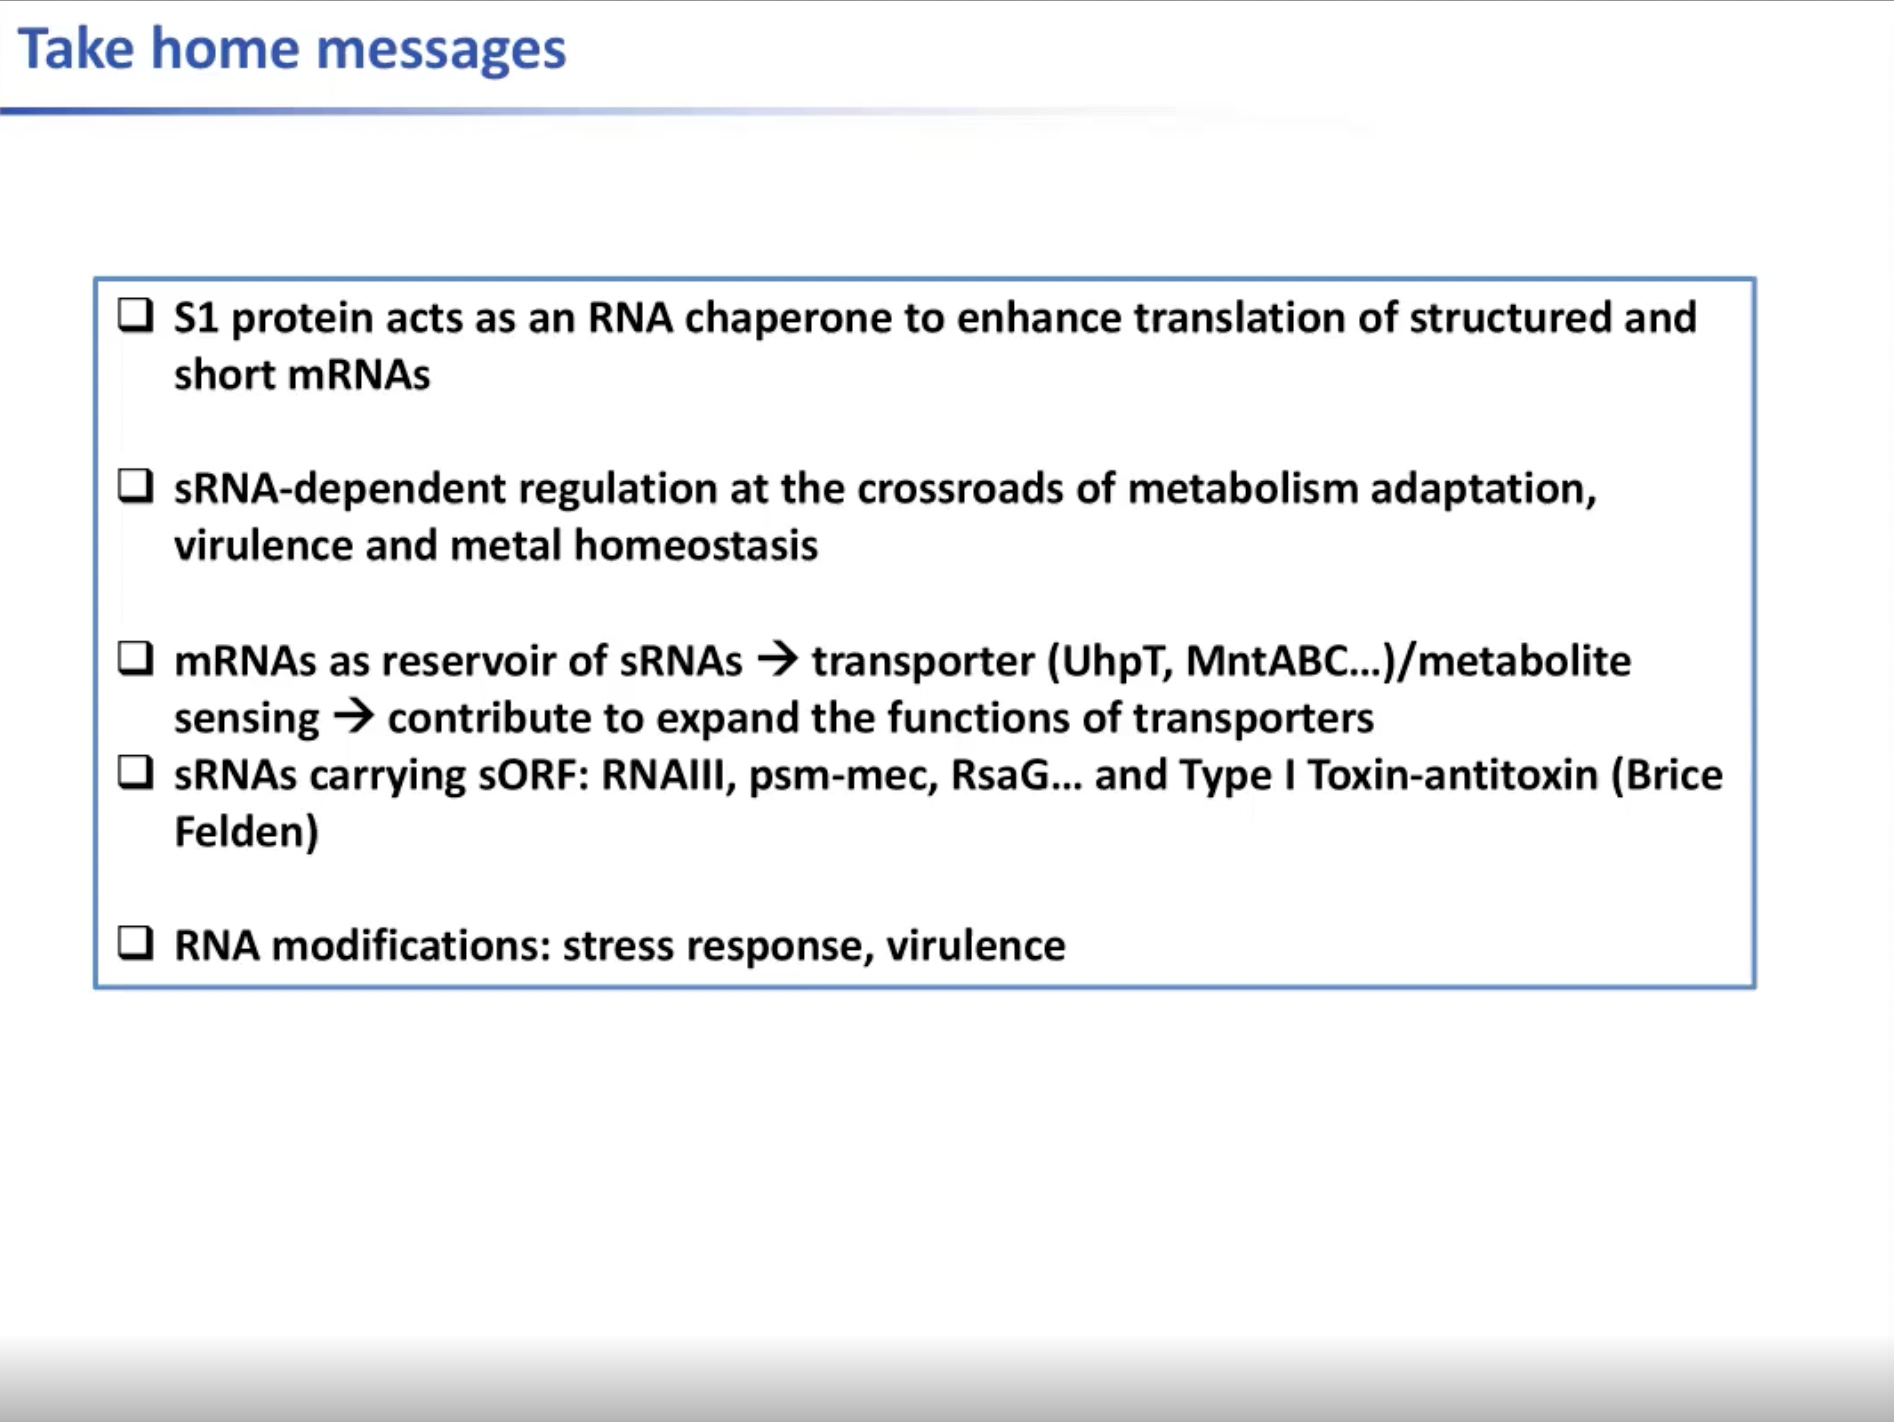 Take home messages
❑ S1 protein acts as an RNA chaperone to enhance translation of structured and
short mRNAs
❑ sRNA-dependent regulation at the crossroads of metabolism adaptation,
virulence and metal homeostasis
❑ mRNAs as reservoir of sRNAs → transporter (UhpT, MntABC…)/metabolite
sensing → contribute to expand the functions of transporters
❑ sRNAs carrying sORF: RNAIII, psm-mec, RsaG… and Type I Toxin-antitoxin (Brice
Felden)
❑ RNA modifications: stress response, virulence